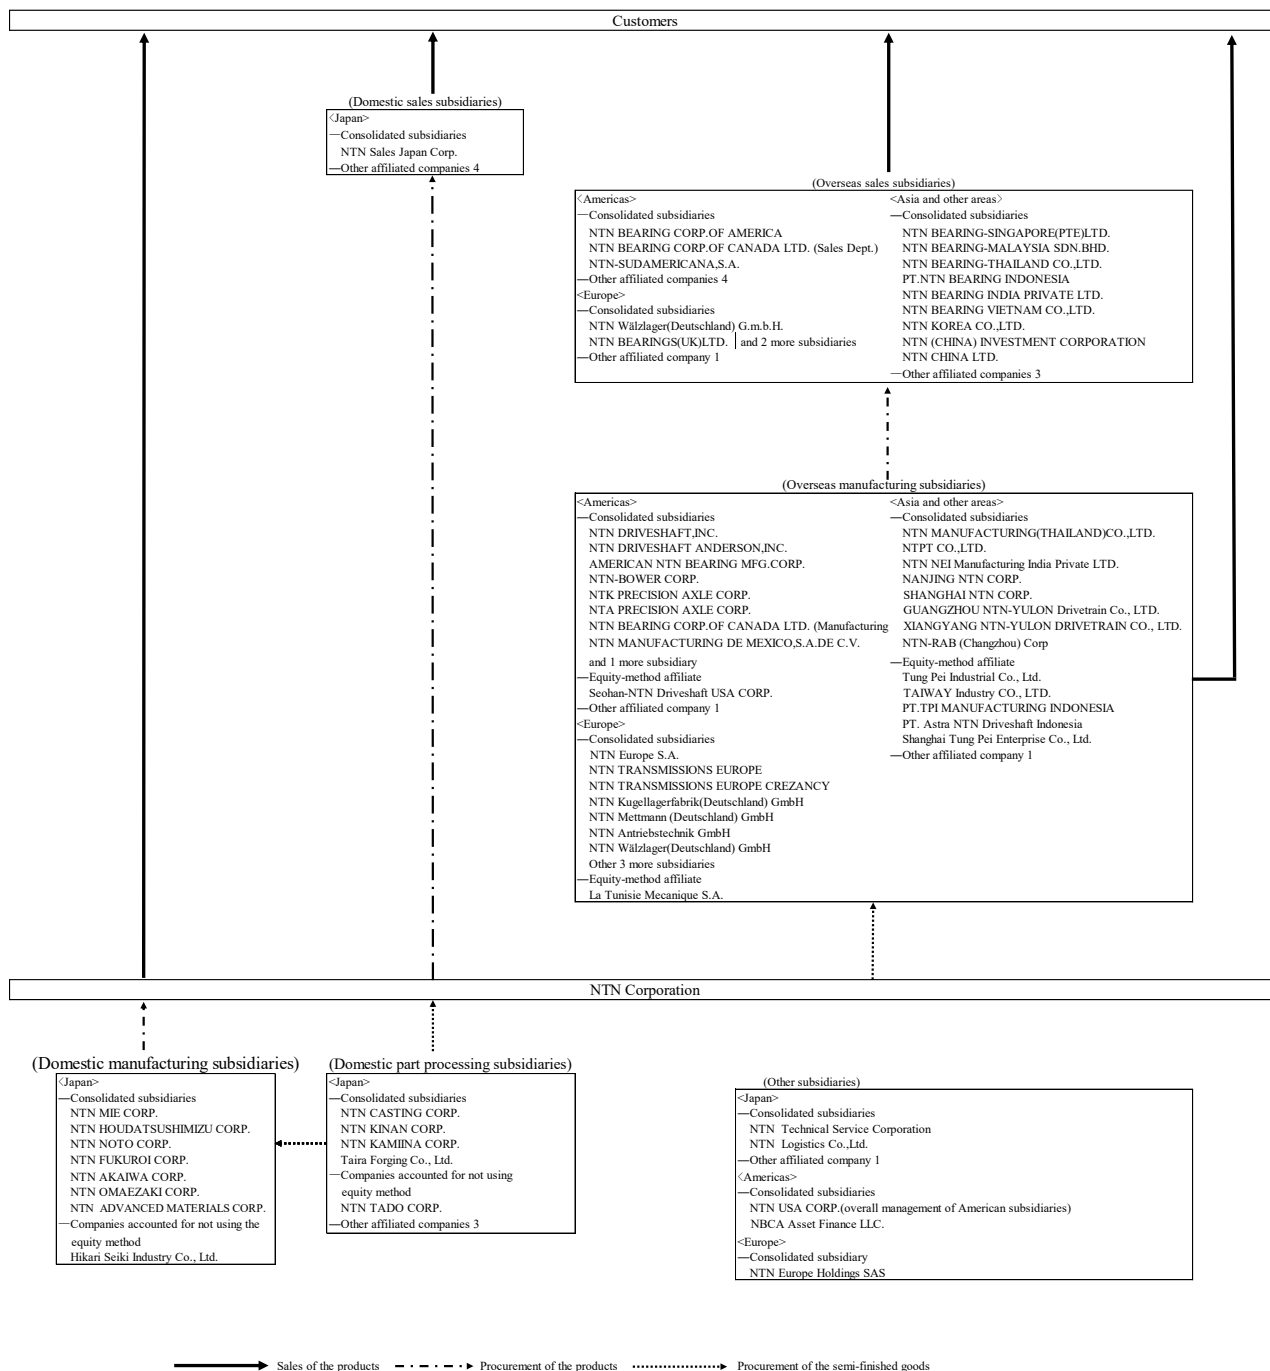 Customers
(Domestic sales subsidiaries)
<Japan>
—Consolidated subsidiaries
NTN Sales Japan Corp.
—Other affiliated companies 4
(Overseas sales subsidiaries)
<Americas>
—Consolidated subsidiaries
NTN BEARING CORP.OF AMERICA
NTN BEARING CORP.OF CANADA LTD. (Sales Dept.)
NTN-SUDAMERICANA,S.A.
—Other affiliated companies 4
<Europe>
—Consolidated subsidiaries
NTN Wälzlager(Deutschland) G.m.b.H.
NTN BEARINGS(UK)LTD. and 2 more subsidiaries
—Other affiliated company 1
<Asia and other areas>
—Consolidated subsidiaries
NTN BEARING-SINGAPORE(PTE)LTD.
NTN BEARING-MALAYSIA SDN.BHD.
NTN BEARING-THAILAND CO.,LTD.
PT.NTN BEARING INDONESIA
NTN BEARING INDIA PRIVATE LTD.
NTN BEARING VIETNAM CO.,LTD.
NTN KOREA CO.,LTD.
NTN (CHINA) INVESTMENT CORPORATION
NTN CHINA LTD.
—Other affiliated companies 3
(Overseas manufacturing subsidiaries)
<Americas>
—Consolidated subsidiaries
NTN DRIVESHAFT,INC.
NTN DRIVESHAFT ANDERSON,INC.
AMERICAN NTN BEARING MFG.CORP.
NTN-BOWER CORP.
NTK PRECISION AXLE CORP.
NTA PRECISION AXLE CORP.
NTN BEARING CORP.OF CANADA LTD. (Manufacturing
NTN MANUFACTURING DE MEXICO,S.A.DE C.V.
and 1 more subsidiary
—Equity-method affiliate
Seohan-NTN Driveshaft USA CORP.
—Other affiliated company 1
<Europe>
—Consolidated subsidiaries
NTN Europe S.A.
NTN TRANSMISSIONS EUROPE
NTN TRANSMISSIONS EUROPE CREZANCY
NTN Kugellagerfabrik(Deutschland) GmbH
NTN Mettmann (Deutschland) GmbH
NTN Antriebstechnik GmbH
NTN Wälzlager(Deutschland) GmbH
Other 3 more subsidiaries
—Equity-method affiliate
La Tunisie Mecanique S.A.
<Asia and other areas>
—Consolidated subsidiaries
NTN MANUFACTURING(THAILAND)CO.,LTD.
NTPT CO.,LTD.
NTN NEI Manufacturing India Private LTD.
NANJING NTN CORP.
SHANGHAI NTN CORP.
GUANGZHOU NTN-YULON Drivetrain Co., LTD.
XIANGYANG NTN-YULON DRIVETRAIN CO., LTD.
NTN-RAB (Changzhou) Corp
—Equity-method affiliate
Tung Pei Industrial Co., Ltd.
TAIWAY Industry CO., LTD.
PT.TPI MANUFACTURING INDONESIA
PT. Astra NTN Driveshaft Indonesia
Shanghai Tung Pei Enterprise Co., Ltd.
—Other affiliated company 1
NTN Corporation
(Domestic manufacturing subsidiaries)
<Japan>
—Consolidated subsidiaries
NTN MIE CORP.
NTN HOUDATSUSHIMIZU CORP.
NTN NOTO CORP.
NTN FUKUROI CORP.
NTN AKAIWA CORP.
NTN OMAEZAKI CORP.
NTN ADVANCED MATERIALS CORP.
—Companies accounted for not using the
equity method
Hikari Seiki Industry Co., Ltd.
(Domestic part processing subsidiaries)
<Japan>
—Consolidated subsidiaries
NTN CASTING CORP.
NTN KINAN CORP.
NTN KAMIINA CORP.
Taira Forging Co., Ltd.
—Companies accounted for not using
equity method
NTN TADO CORP.
—Other affiliated companies 3
(Other subsidiaries)
<Japan>
—Consolidated subsidiaries
NTN Technical Service Corporation
NTN Logistics Co.,Ltd.
—Other affiliated company 1
<Americas>
—Consolidated subsidiaries
NTN USA CORP.(overall management of American subsidiaries)
NBCA Asset Finance LLC.
<Europe>
—Consolidated subsidiary
NTN Europe Holdings SAS
Sales of the products
Procurement of the products
Procurement of the semi-finished goods